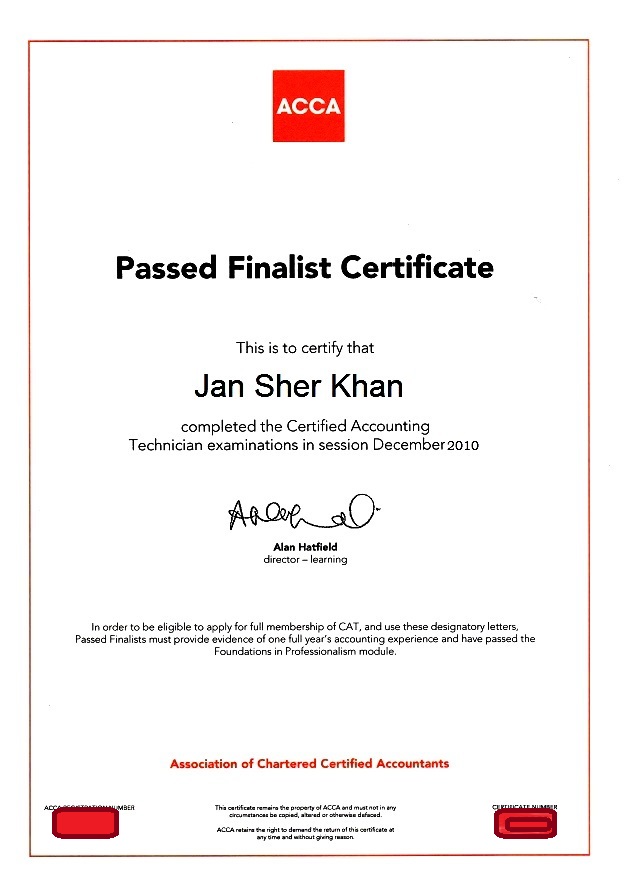 ACCA
Passed Finalist Certificate
This is to certify that
Jan Sher Khan
completed the Certified Accounting
Technician examinations in session December 2010
Alan Hatfield
director – learning
In order to be eligible to apply for full membership of CAT, and use these designatory letters,
Passed Finalists must provide evidence of one full year's accounting experience and have passed the
Foundations in Professionalism module.
Association of Chartered Certified Accountants
ACCA REGISTRATION NUMBER
This certificate remains the property of ACCA and must not in any
circumstances be copied, altered or otherwise defaced.
ACCA retains the right to demand the return of this certificate at
any time and without giving reason.
CERTIFICATE NUMBER